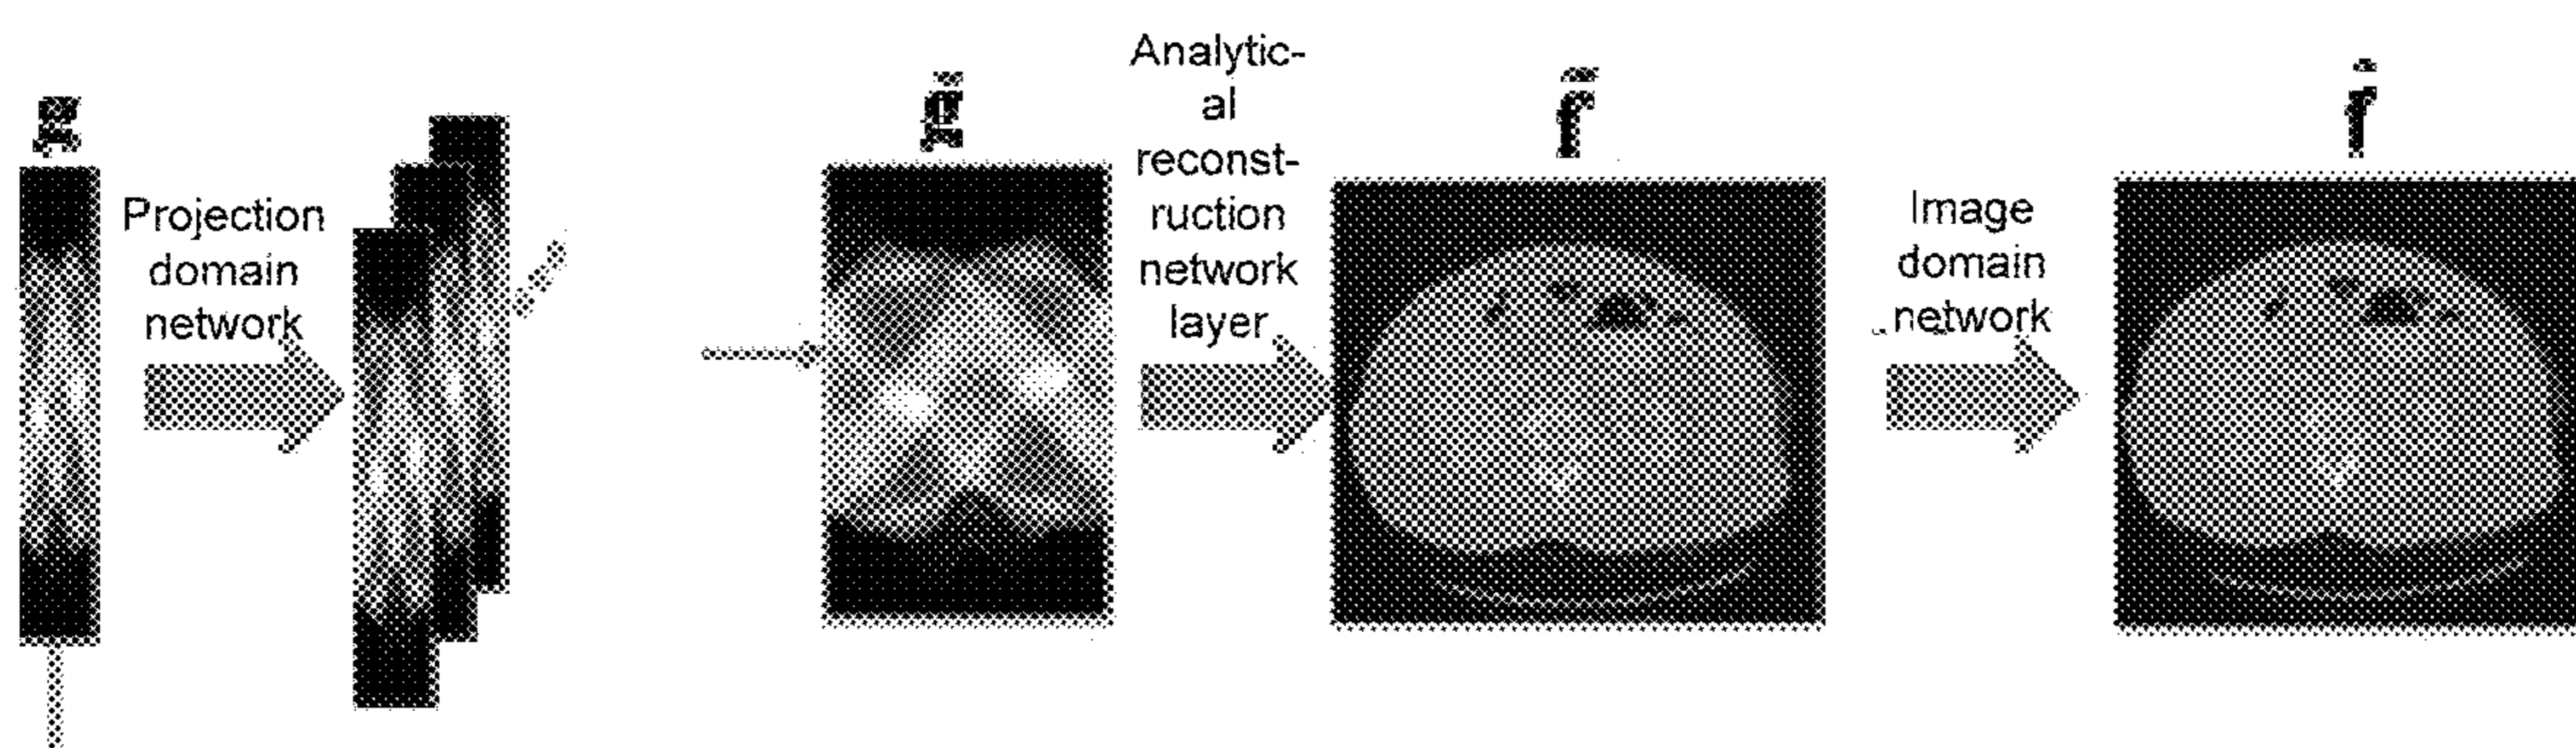 g
Projection
domain
network
Analytic-
al
reconst-
ruction
network
layer
Image
domain
network